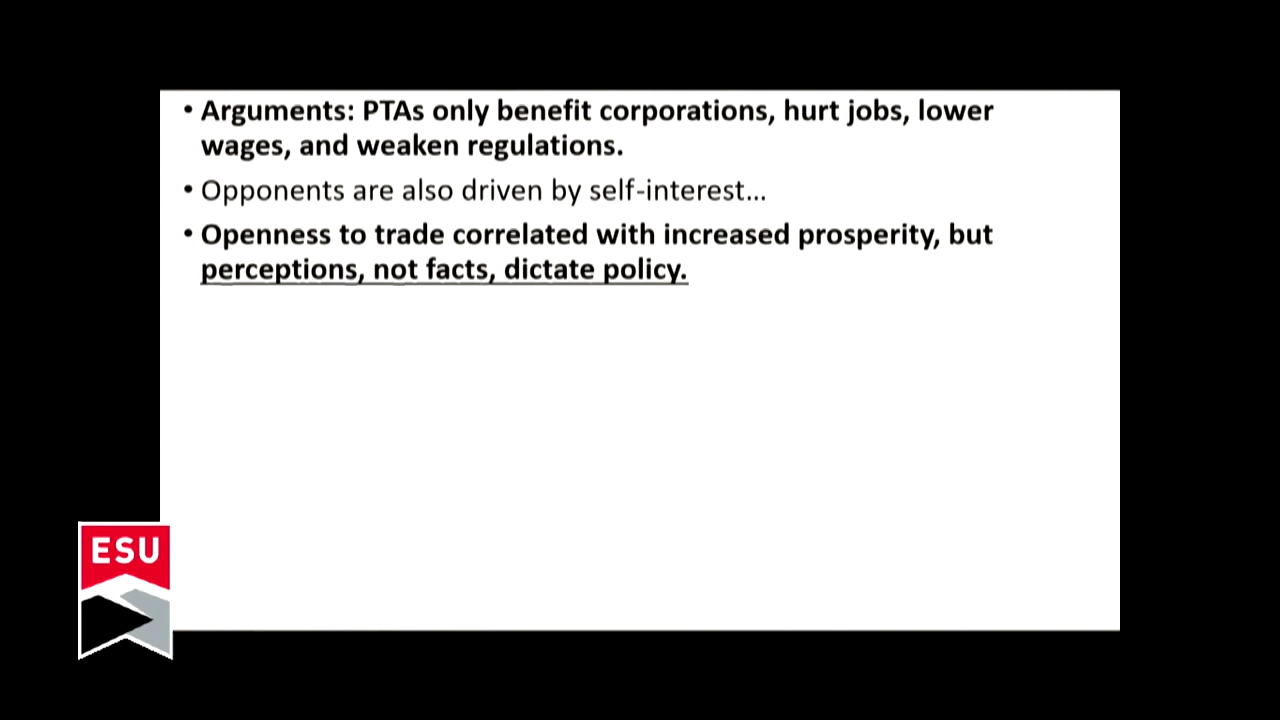 • Arguments: PTAs only benefit corporations, hurt jobs, lower
wages, and weaken regulations.
• Opponents are also driven by self-interest…
• Openness to trade correlated with increased prosperity, but
perceptions, not facts, dictate policy.
ESU